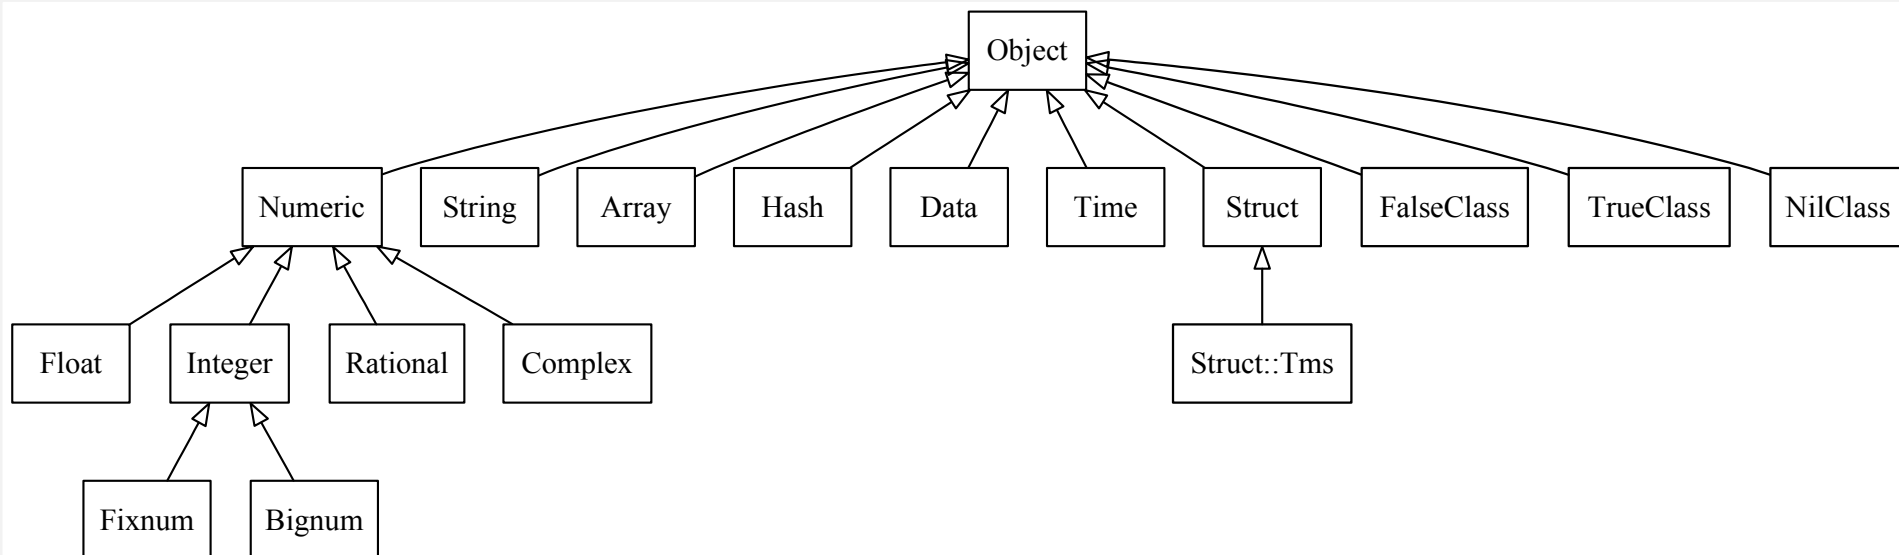 Object
Numeric
String
Array
Hash
Data
Time
Struct
FalseClass
TrueClass
NilClass
Float
Integer
Rational
Complex
Struct::Tms
Fixnum
Bignum